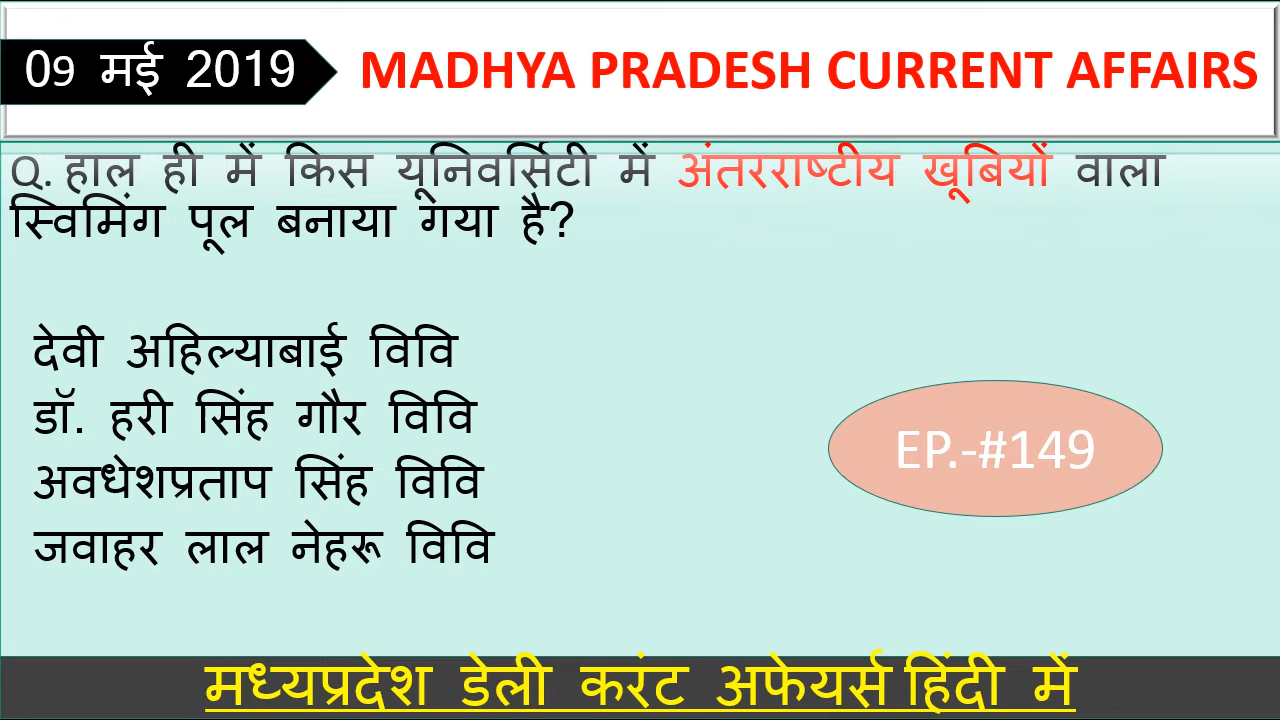 09 मई 2019
MADHYA PRADESH CURRENT AFFAIRS
Q. हाल ही में किस यूनिवर्सिटी में अंतरराष्टीय खूबियों वाला
स्विमिंग पूल बनाया गया है?
देवी अहिल्याबाई विवि
डॉ. हरी सिंह गौर विवि
अवधेशप्रताप सिंह विवि
जवाहर लाल नेहरू विवि
EP.-#149
मध्यप्रदेश डेली करंट अफेयर्स हिंदी में